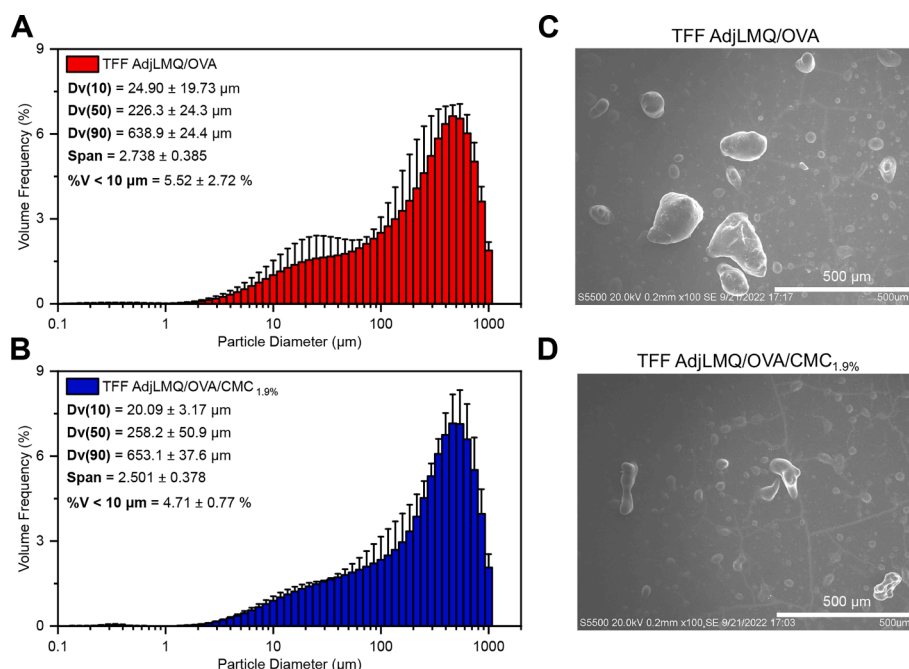 A
9
TFF AdjLMQ/OVA
Dv(10) = 24.90 ± 19.73 µm
Dv(50) = 226.3 ± 24.3 µm
Dv(90) = 638.9 ± 24.4 µm
Span = 2.738 ± 0.385
%V < 10 µm = 5.52 ± 2.72 %
6
3
0
Volume Frequency (%)
0.1 1 10 100 1000
Particle Diameter (µm)
B
9
TFF AdjLMQ/OVA/CMC1.9%
Dv(10) = 20.09 ± 3.17 µm
Dv(50) = 258.2 ± 50.9 µm
Dv(90) = 653.1 ± 37.6 µm
Span = 2.501 ± 0.378
%V < 10 µm = 4.71 ± 0.77 %
6
3
0
Volume Frequency (%)
0.1 1 10 100 1000
Particle Diameter (µm)
C
TFF AdjLMQ/OVA
500 µm
S5500 20.0kV 0.2mm x100 SE 9/21/2022 17:17 500um
D
TFF AdjLMQ/OVA/CMC1.9%
500 µm
S5500 20.0kV 0.2mm x100 SE 9/21/2022 17:03 500um